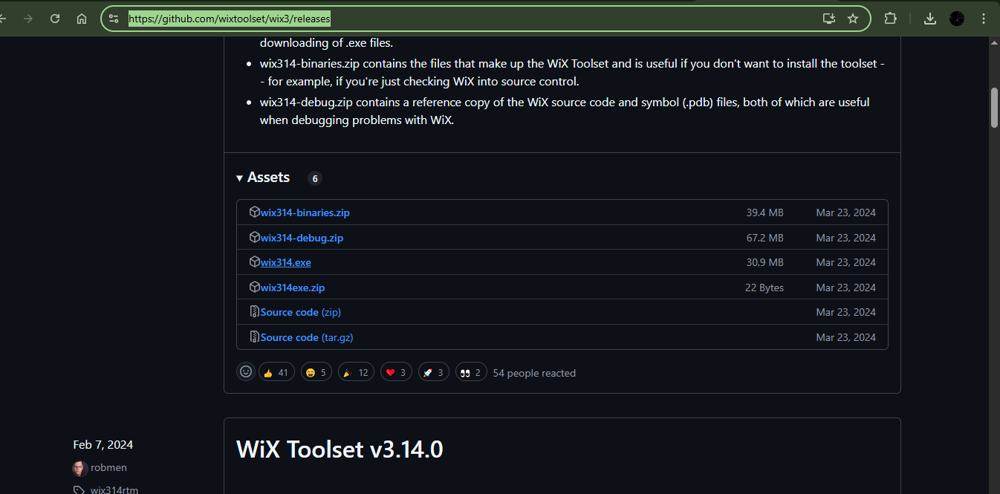 https://github.com/wixtoolset/wix3/releases
downloading of .exe files.
wix314-binaries.zip contains the files that make up the WiX Toolset and is useful if you don't want to install the toolset -
- for example, if you're just checking WiX into source control.
wix314-debug.zip contains a reference copy of the WiX source code and symbol (.pdb) files, both of which are useful
when debugging problems with WiX.
Assets 6
wix314-binaries.zip 39.4 MB Mar 23, 2024
wix314-debug.zip 67.2 MB Mar 23, 2024
wix314.exe 30.9 MB Mar 23, 2024
wix314exe.zip 22 Bytes Mar 23, 2024
Source code (zip) Mar 23, 2024
Source code (tar.gz) Mar 23, 2024
41 5 12 3 3 2 54 people reacted
Feb 7, 2024
robmen
wix314rtm
WiX Toolset v3.14.0